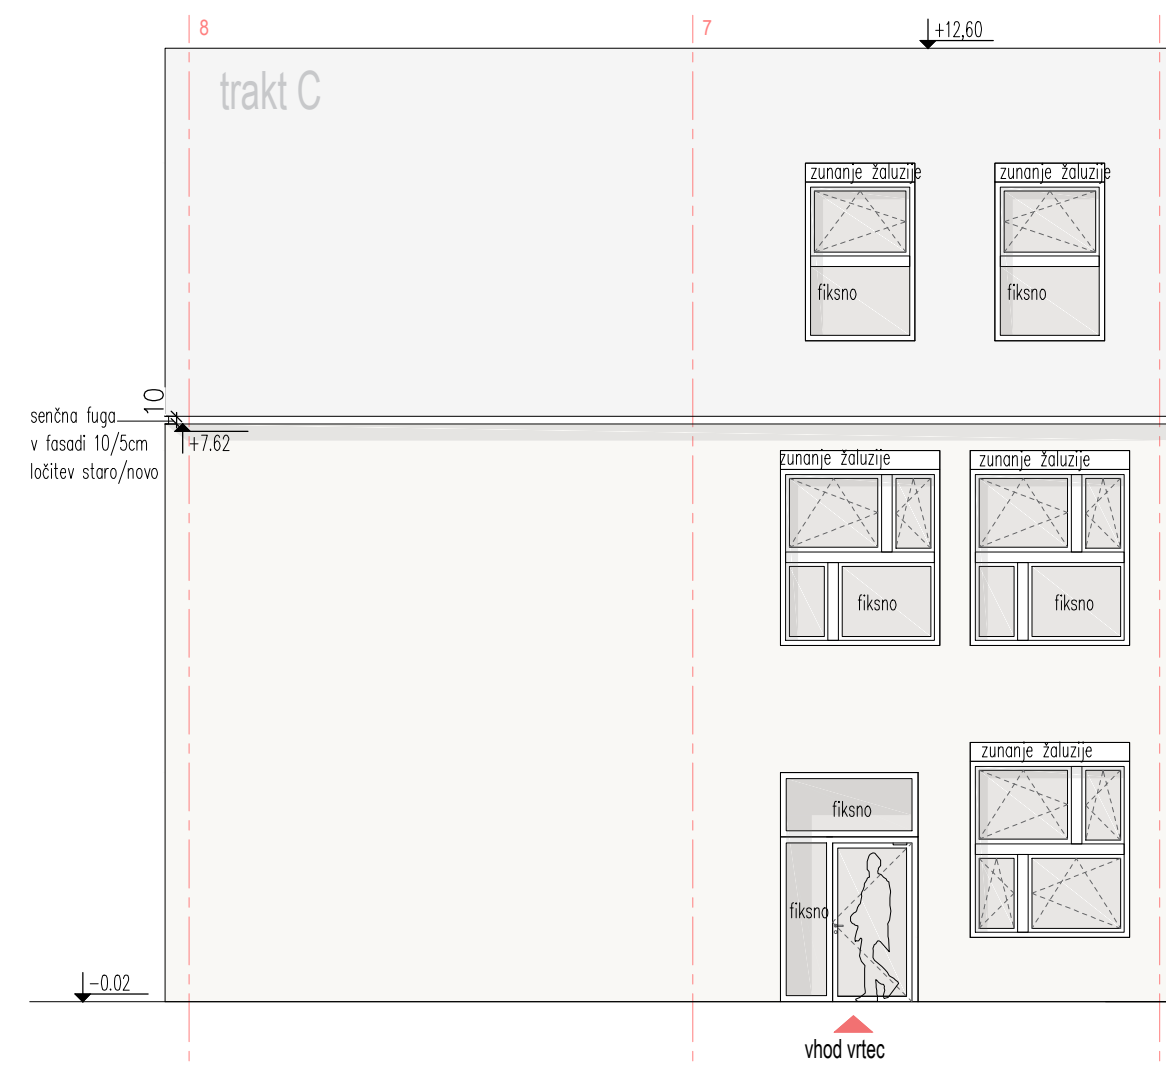 8
7
+12,60
trakt C
zunanje žaluzije
zunanje žaluzije
fiksno
fiksno
10
senčna fuga
v fasadi 10/5cm
ločitev staro/novo
+7.62
zunanje žaluzije
zunanje žaluzije
fiksno
fiksno
zunanje žaluzije
fiksno
fiksno
-0.02
vhod vrtec